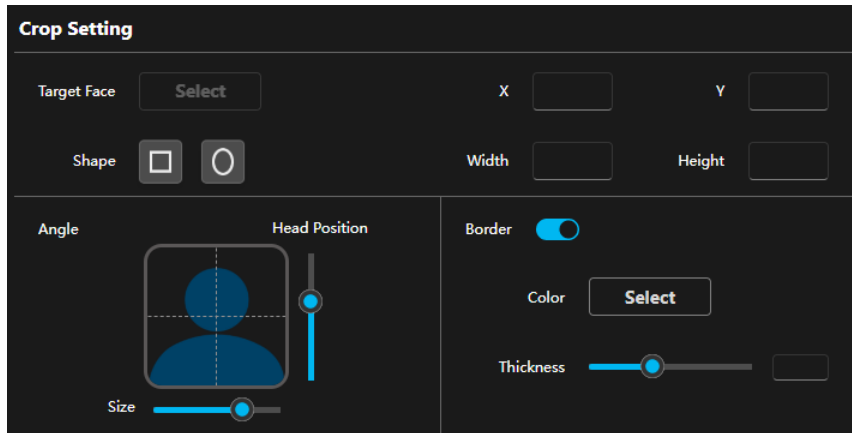 Crop Setting
Target Face Select X Y
Shape Width Height
Angle Head Position Border
Color Select
Thickness
Size